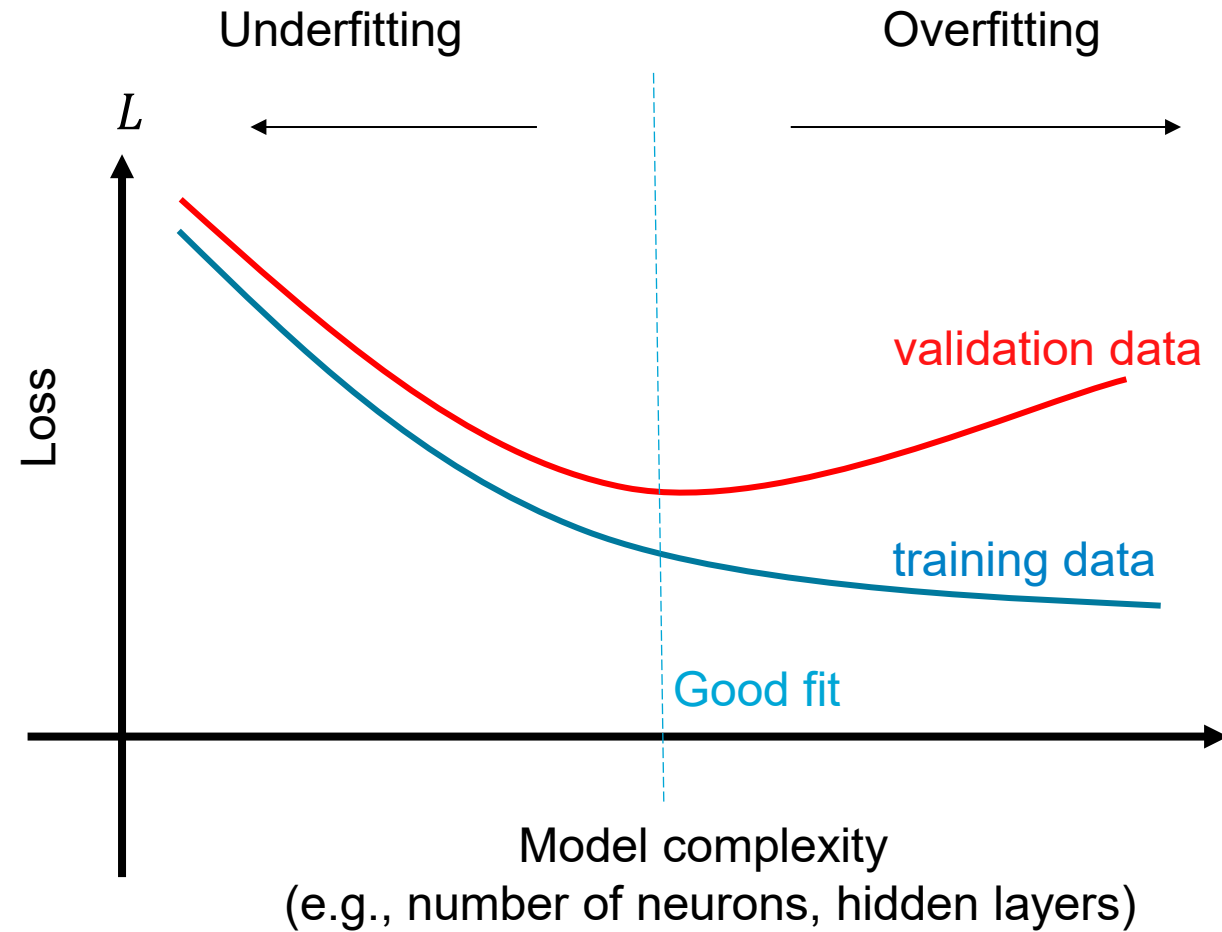 Underfitting
Overfitting
L
validation data
Loss
training data
Good fit
Model complexity
(e.g., number of neurons, hidden layers)